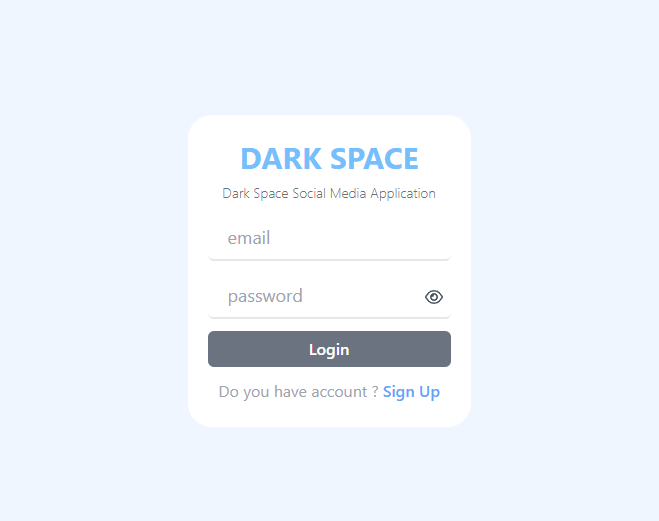 DARK SPACE
Dark Space Social Media Application
email
password
Login
Do you have account ? Sign Up